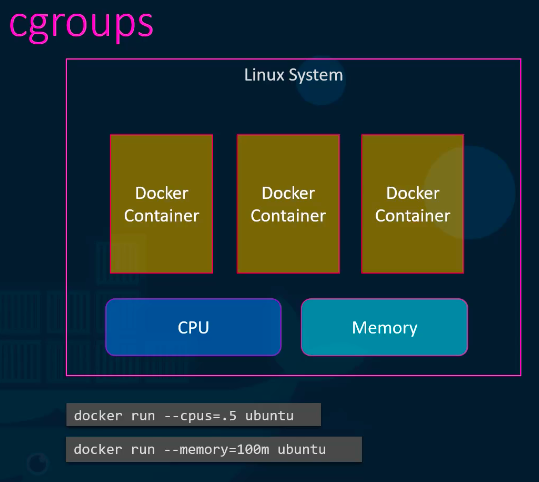 cgroups
Linux System
Docker
Container
Docker
Container
Docker
Container
CPU
Memory
docker run --cpus=.5 ubuntu
docker run --memory=100m ubuntu